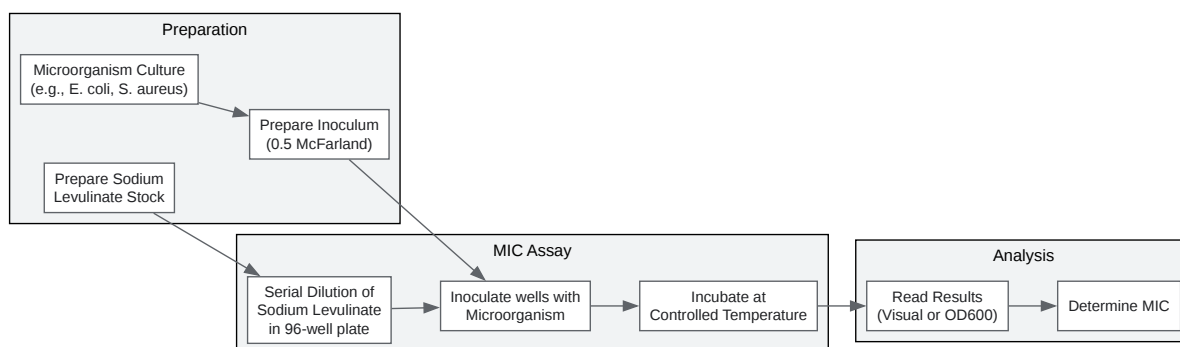 Preparation
Microorganism Culture
(e.g., E. coli, S. aureus)
Prepare Inoculum
(0.5 McFarland)
Prepare Sodium
Levulinate Stock
MIC Assay
Serial Dilution of
Sodium Levulinate
in 96-well plate
Inoculate wells with
Microorganism
Incubate at
Controlled Temperature
Analysis
Read Results
(Visual or OD600)
Determine MIC